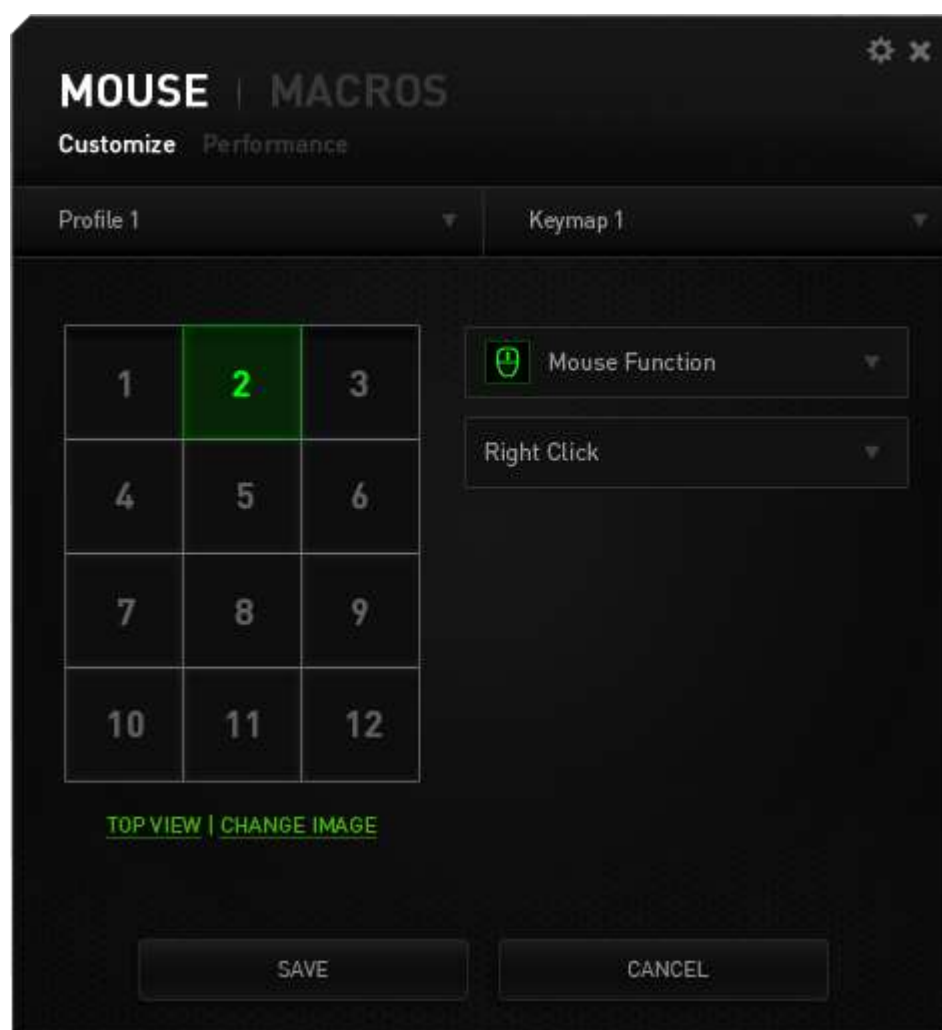 MOUSE | MACROS
Customize Performance
Profile 1 Keymap 1
1 2 3
Mouse Function
Right Click
4 5 6
7 8 9
10 11 12
TOP VIEW | CHANGE IMAGE
SAVE CANCEL